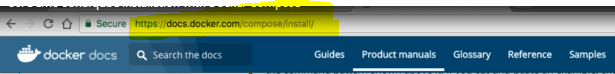 Secure https://docs.docker.com/compose/install/
docker docs Search the docs Guides Product manuals Glossary Reference Samples